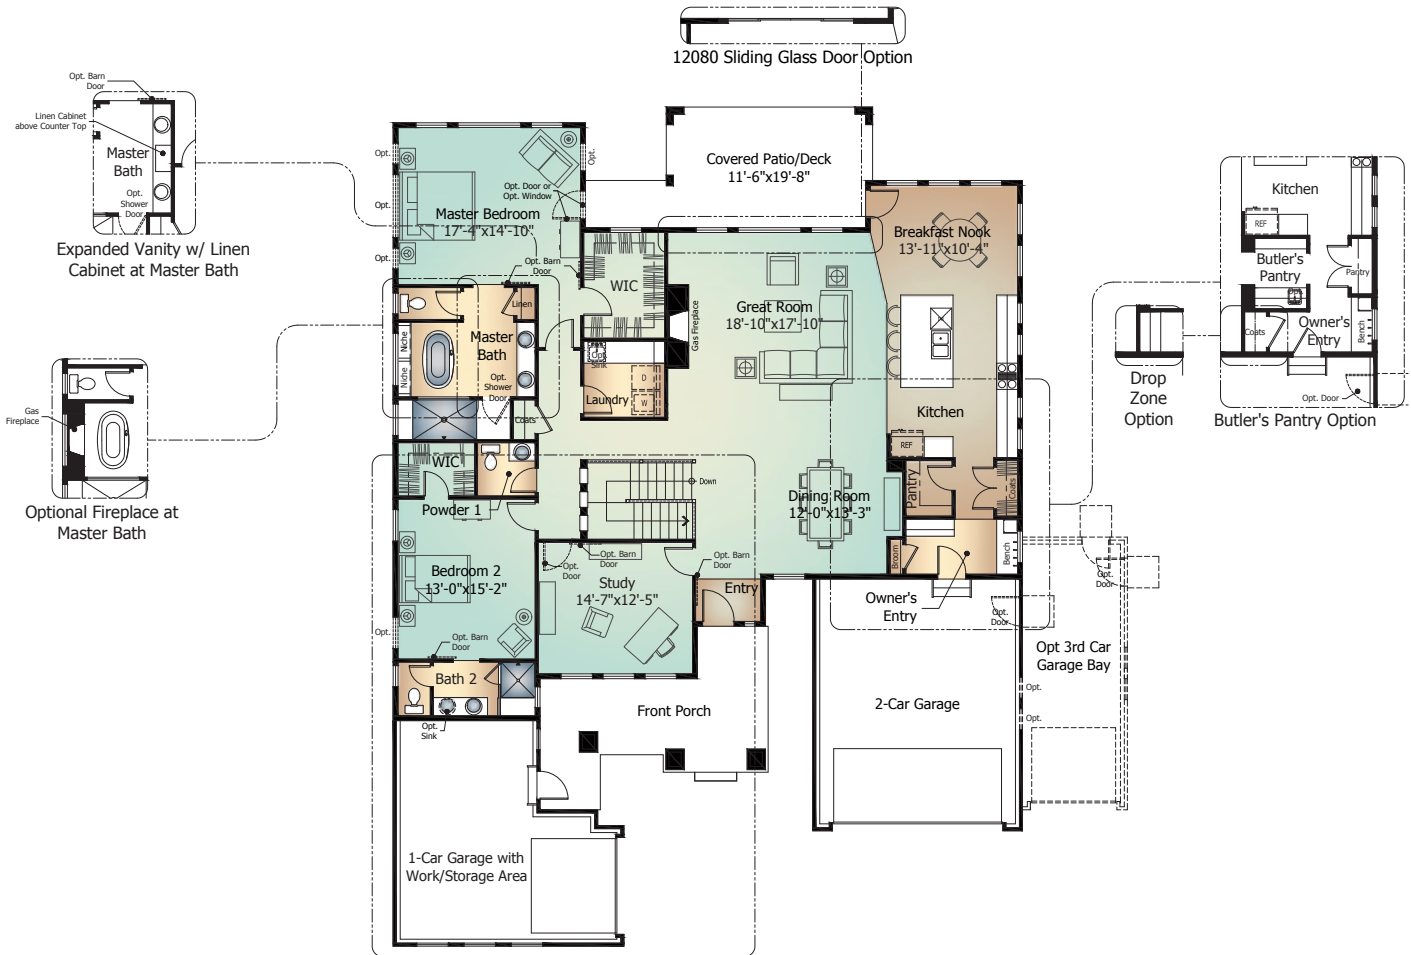 12080 Sliding Glass Door Option
Opt. Barn
Door
Linen Cabinet
above Counter Top
Master
Bath
Opt.
Shower
Door
Expanded Vanity w/ Linen
Cabinet at Master Bath
Gas
Fireplace
Optional Fireplace at
Master Bath
Opt.
Opt.
Opt.
Opt.
Opt. Door or
Opt. Window
Master Bedroom
17'-4"x14'-10"
Opt. Barn
Door
Covered Patio/Deck
11'-6"x19'-8"
WIC
Linen
Niche
Niche
Master
Bath
Opt.
Shower
Door
Coats
Opt.
Sink
D
W
Laundry
Gas Fireplace
Great Room
18'-10"x17'-10"
Breakfast Nook
13'-11"x10'-4"
Kitchen
REF
Pantry
Coats
Dining Room
12'-0"x13'-3"
Down
WIC
Powder 1
Bedroom 2
13'-0"x15'-2"
Opt.
Opt. Barn
Door
Bath 2
Opt.
Sink
Opt.
Door
Opt. Barn
Door
Study
14'-7"x12'-5"
Opt. Barn
Door
Entry
Broom
Bench
Owner's
Entry
Opt.
Door
Opt.
Door
Opt 3rd Car
Garage Bay
Opt.
Opt.
2-Car Garage
Front Porch
1-Car Garage with
Work/Storage Area
Drop
Zone
Option
Kitchen
REF
Butler's
Pantry
Opt.
Pantry
Coats
Owner's
Entry
Bench
Opt. Door
Butler's Pantry Option